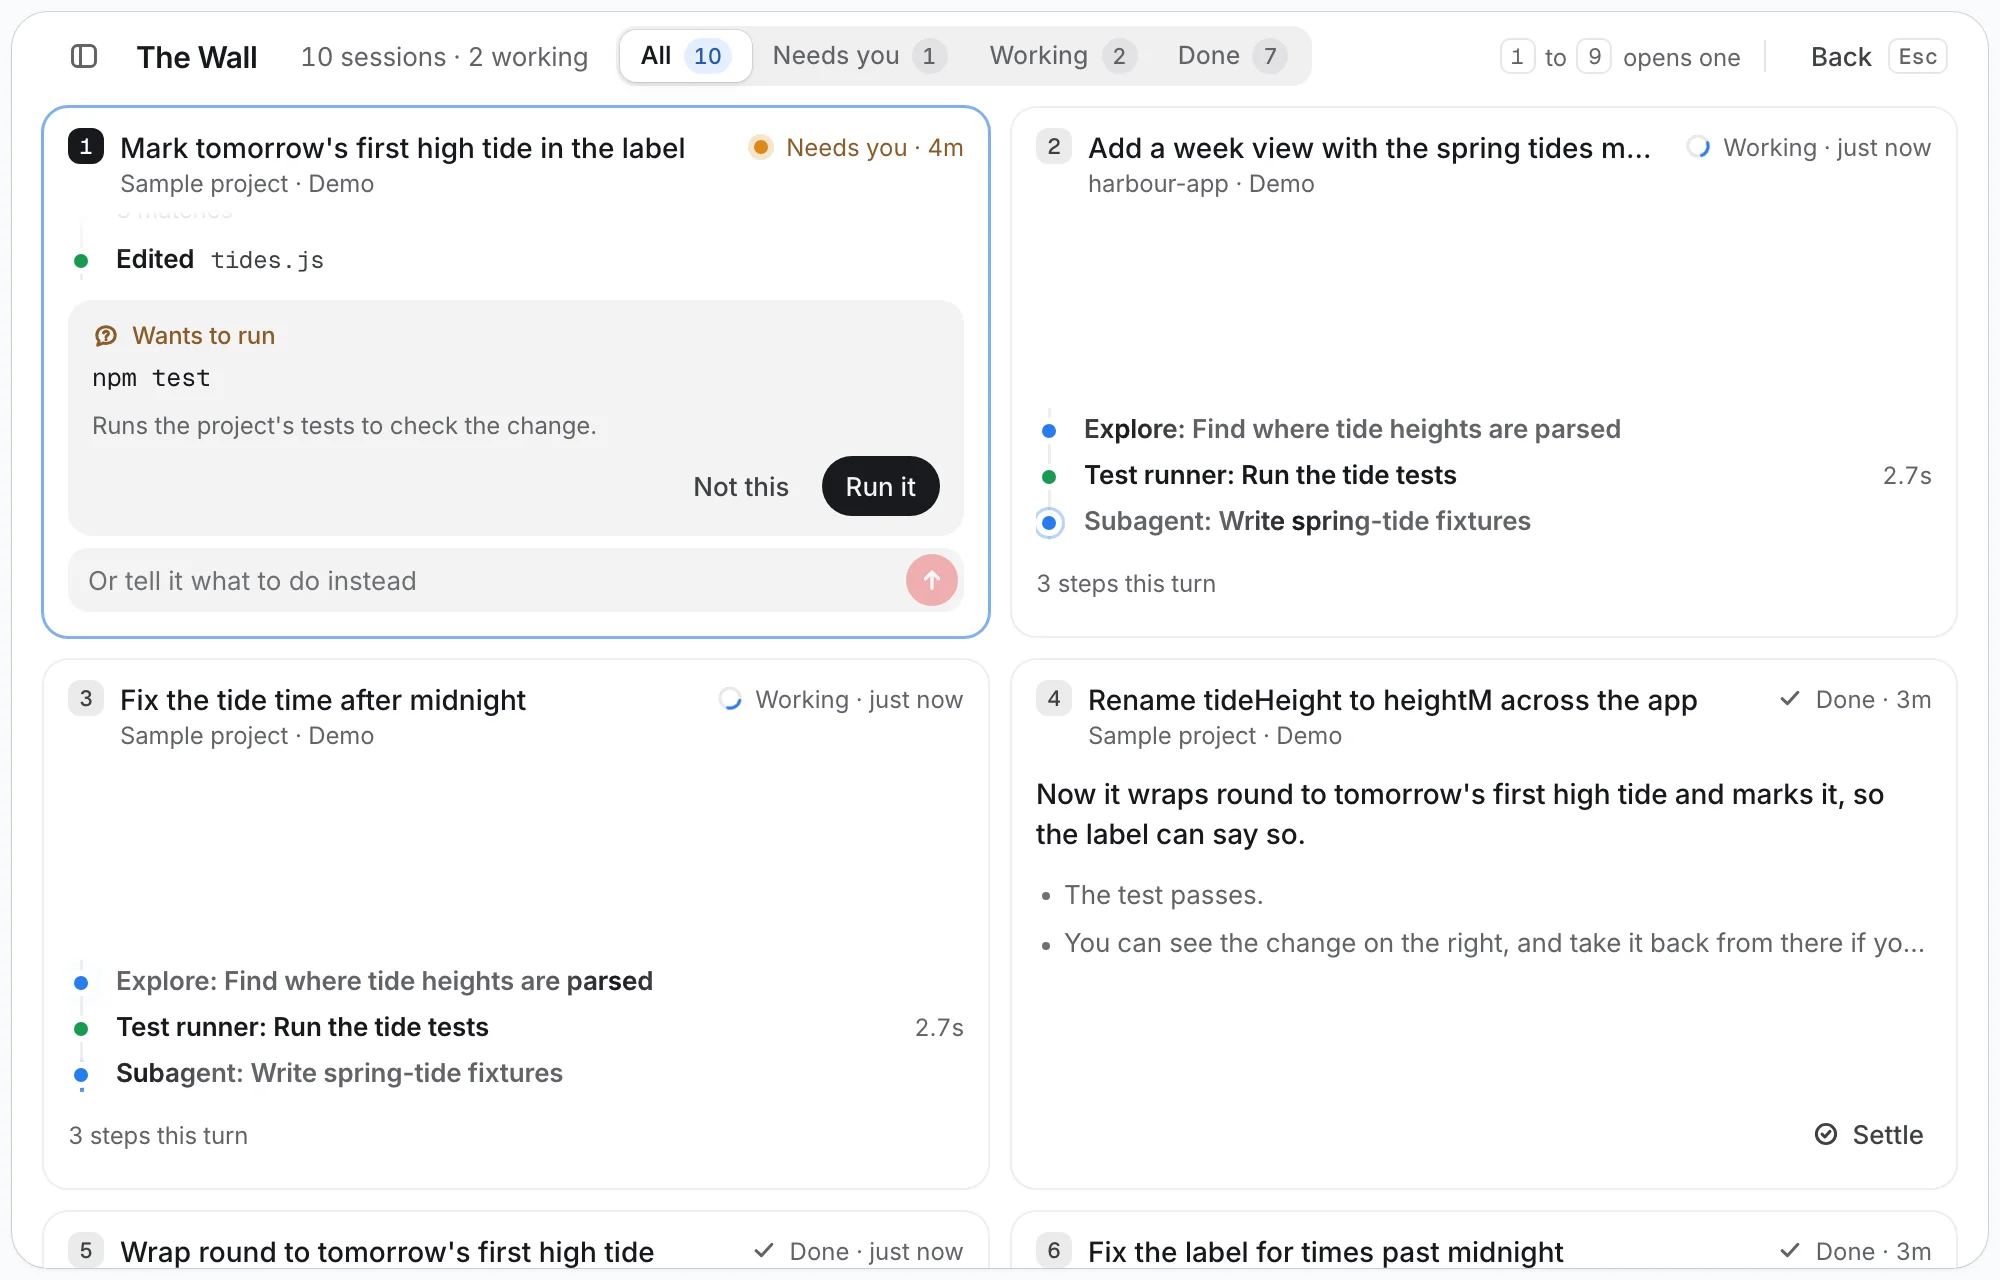 The Wall
10 sessions · 2 working
All 10
Needs you 1
Working 2
Done 7
1 to 9 opens one
Back Esc
1 Mark tomorrow's first high tide in the label
Needs you · 4m
Sample project · Demo
3 matches
Edited tides.js
Wants to run
npm test
Runs the project's tests to check the change.
Not this
Run it
Or tell it what to do instead
2 Add a week view with the spring tides m...
Working · just now
harbour-app · Demo
Explore: Find where tide heights are parsed
Test runner: Run the tide tests 2.7s
Subagent: Write spring-tide fixtures
3 steps this turn
3 Fix the tide time after midnight
Working · just now
Sample project · Demo
Explore: Find where tide heights are parsed
Test runner: Run the tide tests 2.7s
Subagent: Write spring-tide fixtures
3 steps this turn
4 Rename tideHeight to heightM across the app
Done · 3m
Sample project · Demo
Now it wraps round to tomorrow's first high tide and marks it, so
the label can say so.
• The test passes.
• You can see the change on the right, and take it back from there if yo...
Settle
5 Wrap round to tomorrow's first high tide
Done · just now
6 Fix the label for times past midnight
Done · 3m